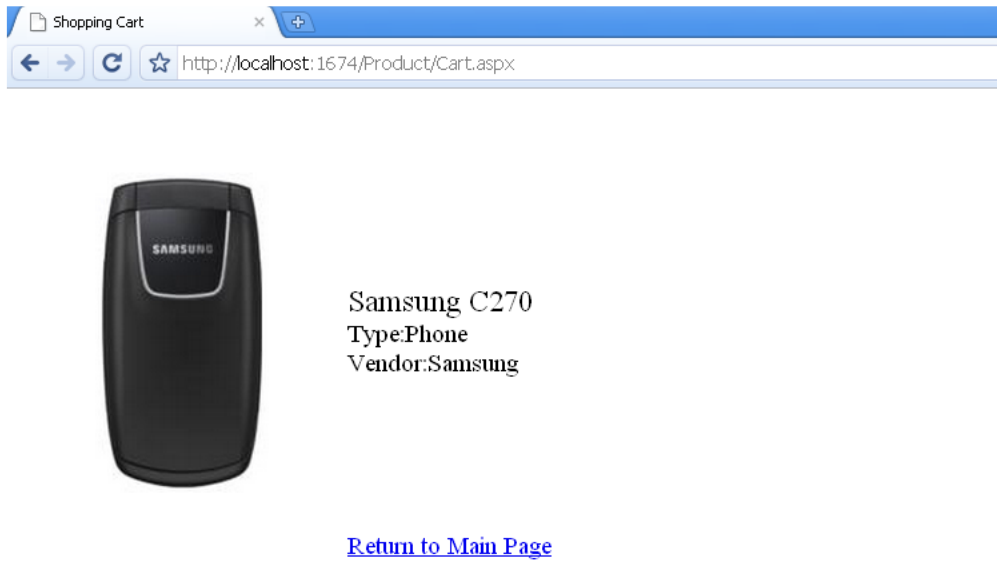 Shopping Cart
http://localhost:1674/Product/Cart.aspx
SAMSUNG
Samsung C270
Type:Phone
Vendor:Samsung
Return to Main Page